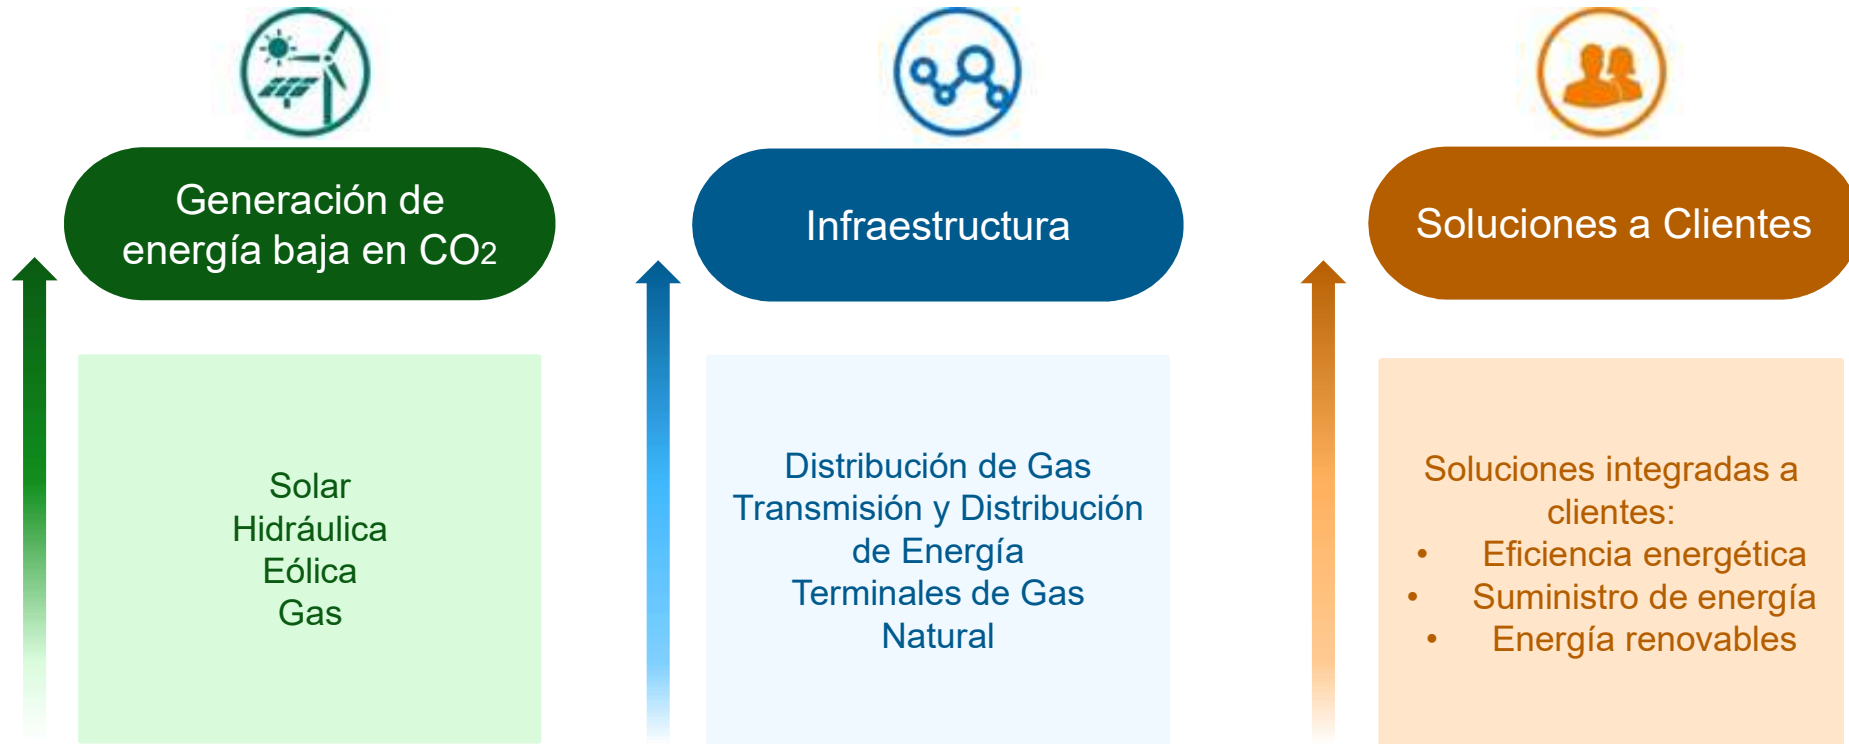 Generación de
energía baja en CO2
Solar
Hidráulica
Eólica
Gas
Infraestructura
Distribución de Gas
Transmisión y Distribución
de Energía
Terminales de Gas
Natural
Soluciones a Clientes
Soluciones integradas a
clientes:
• Eficiencia energética
• Suministro de energía
• Energía renovables